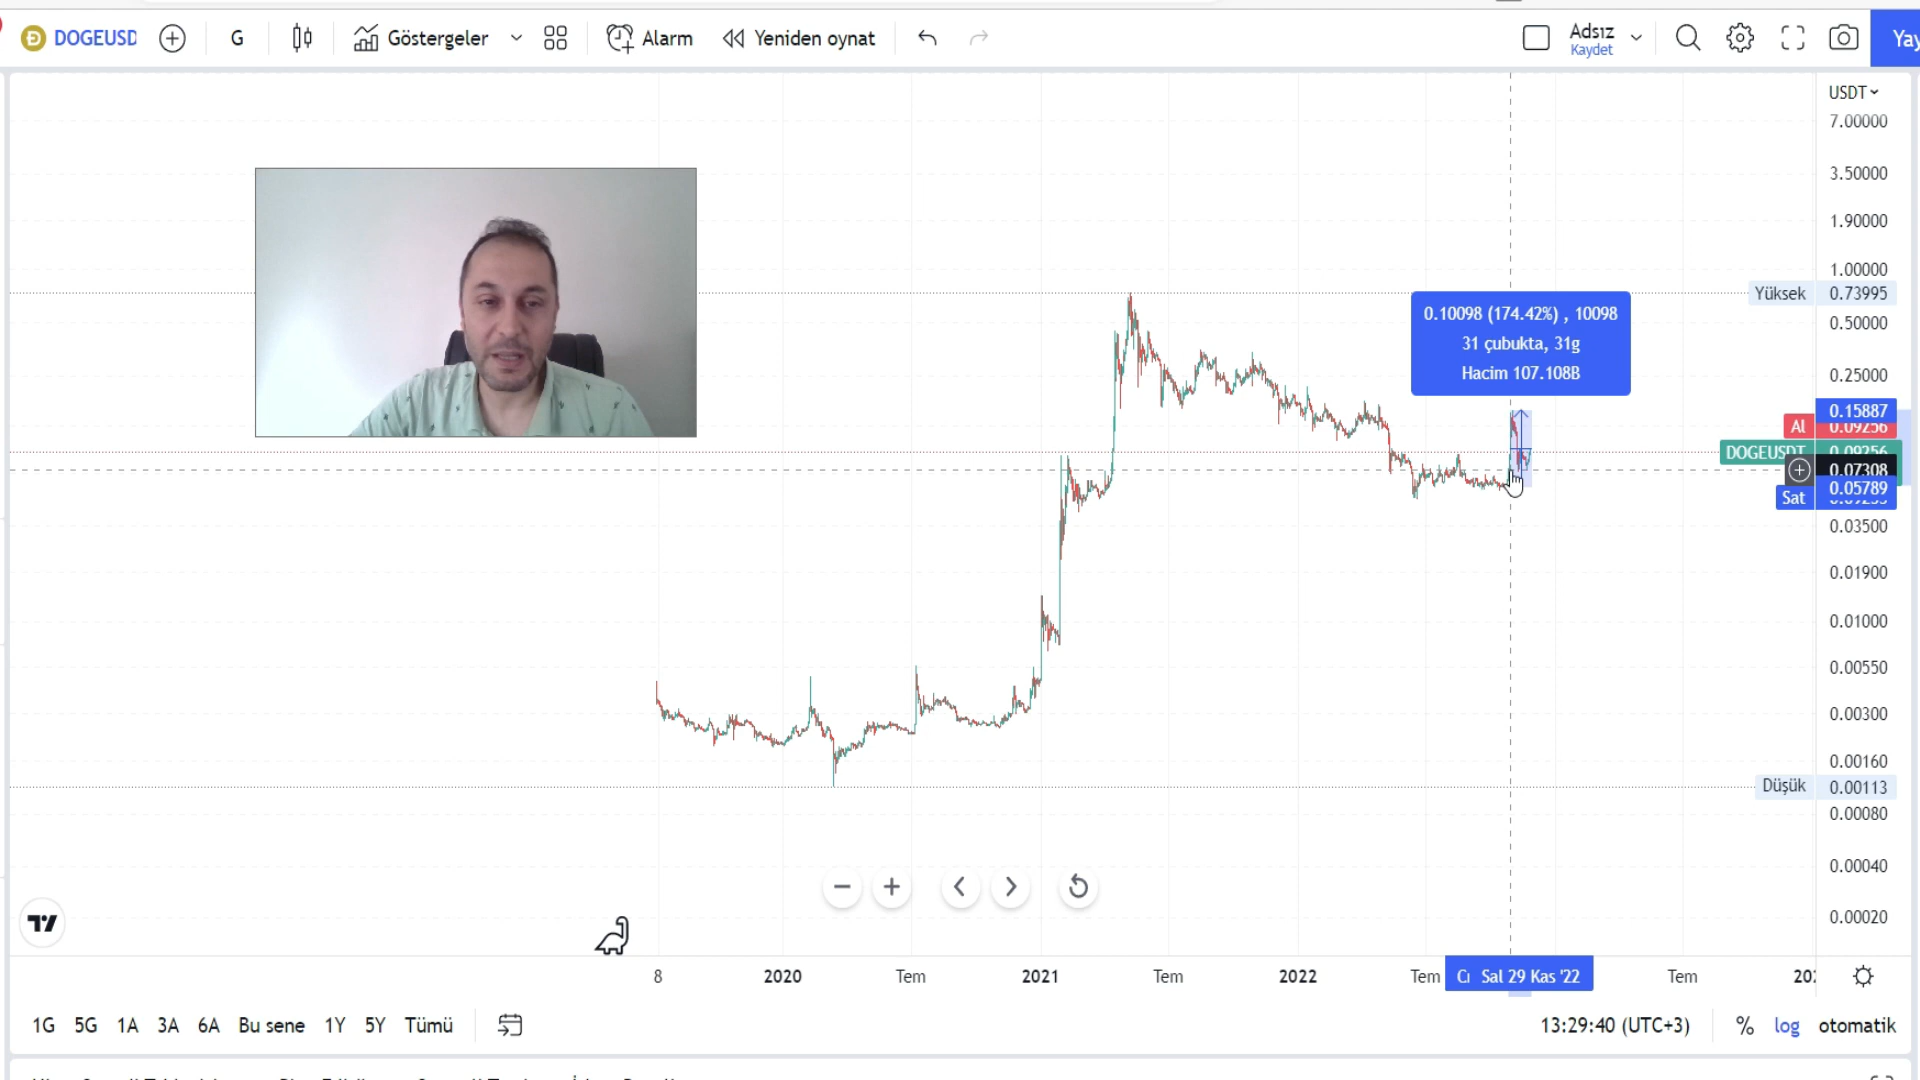 DOGEUSD G Göstergeler Alarm Yeniden oynat Adsız Kaydet
USDT
7.00000
3.50000
1.90000
1.00000
Yüksek 0.73995
0.10098 (174.42%) , 10098
0.50000
31 çubukta, 31g
Hacim 107.108B
0.25000
0.15887
Al 0.09256
DOGEUSDT 0.09256
0.07308
0.05789
Sat
0.03500
0.01900
0.01000
0.00550
0.00300
0.00160
Düşük 0.00113
0.00080
0.00040
0.00020
8 2020 Tem 2021 Tem 2022 Tem Sal 29 Kas '22 Tem
1G 5G 1A 3A 6A Bu sene 1Y 5Y Tümü 13:29:40 (UTC+3) % log otomatik